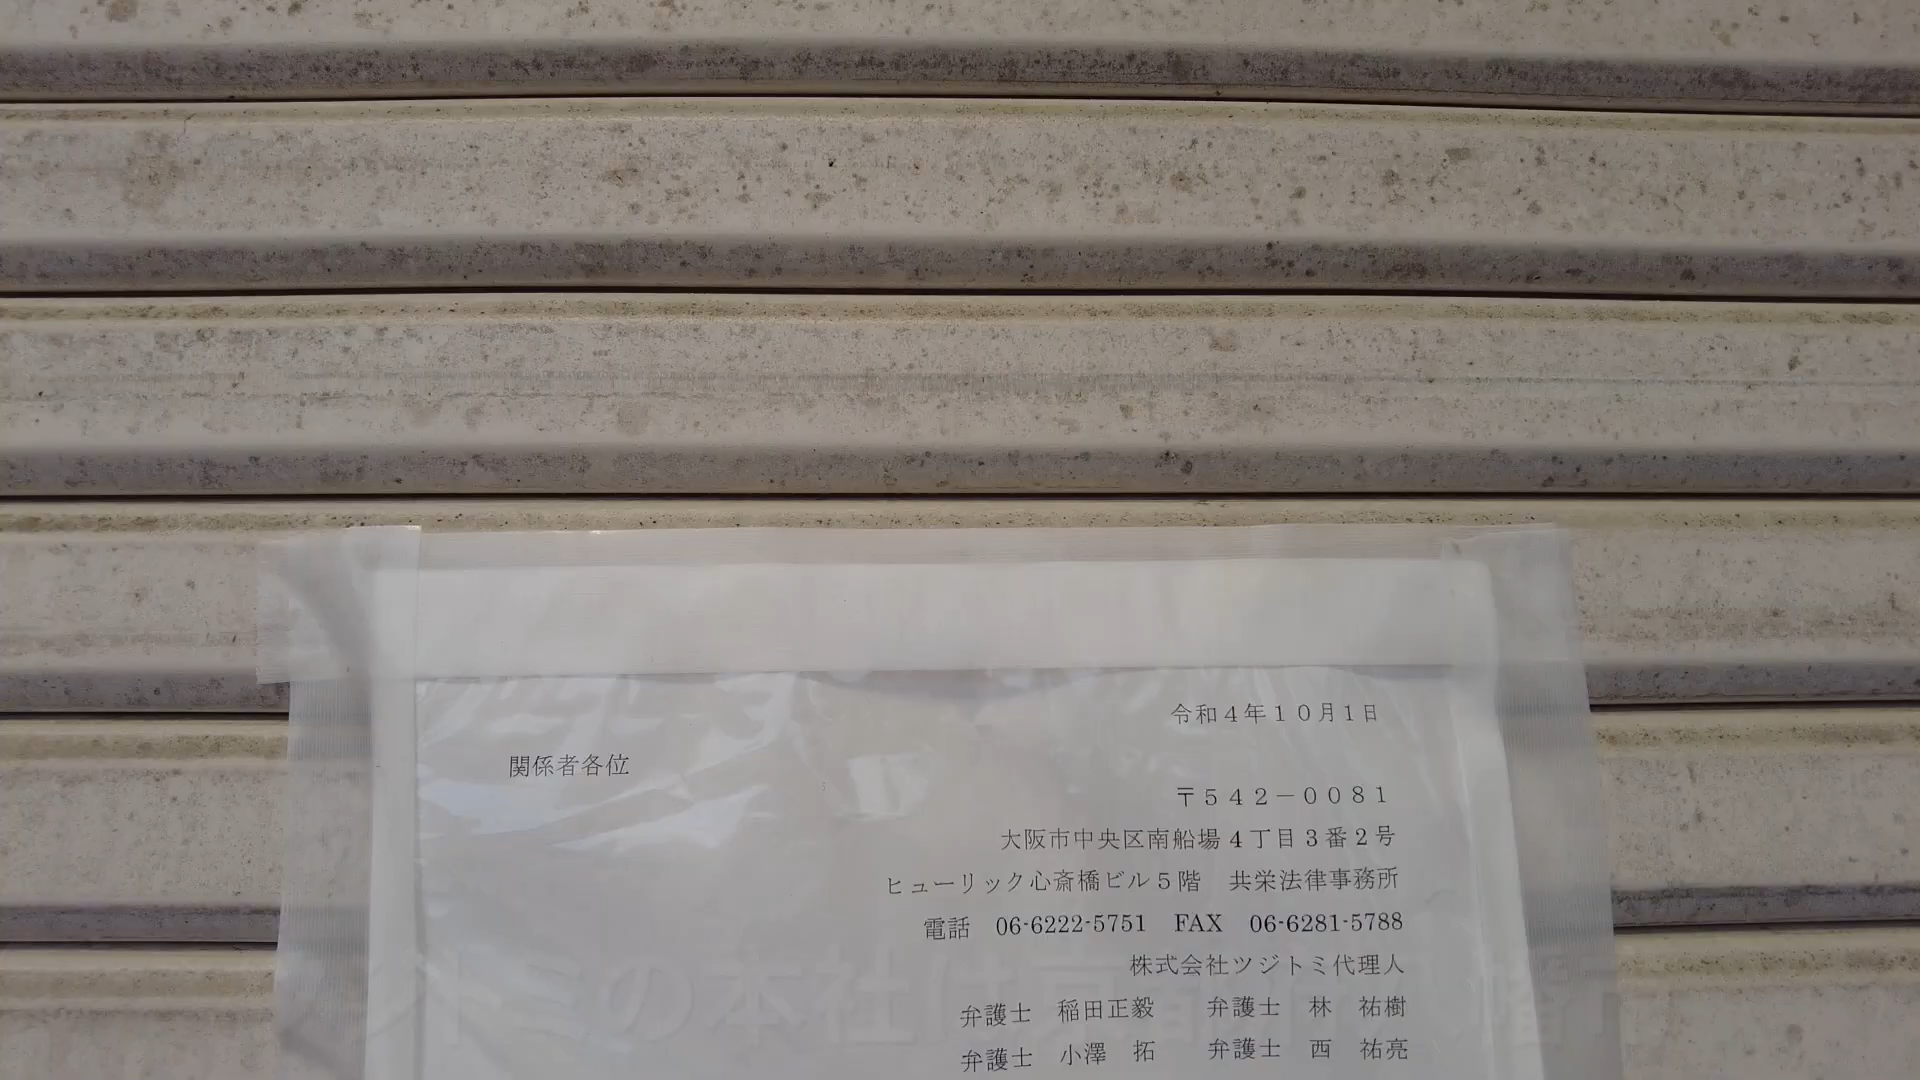 令和４年１０月１日
関係者各位
〒５４２－００８１
大阪市中央区南船場４丁目３番２号
ヒューリック心斎橋ビル５階　共栄法律事務所
電話　06-6222-5751　FAX　06-6281-5788
株式会社ツジトミ代理人
弁護士　稲田正毅　　弁護士　林　祐樹
弁護士　小澤　拓　　弁護士　西　祐亮